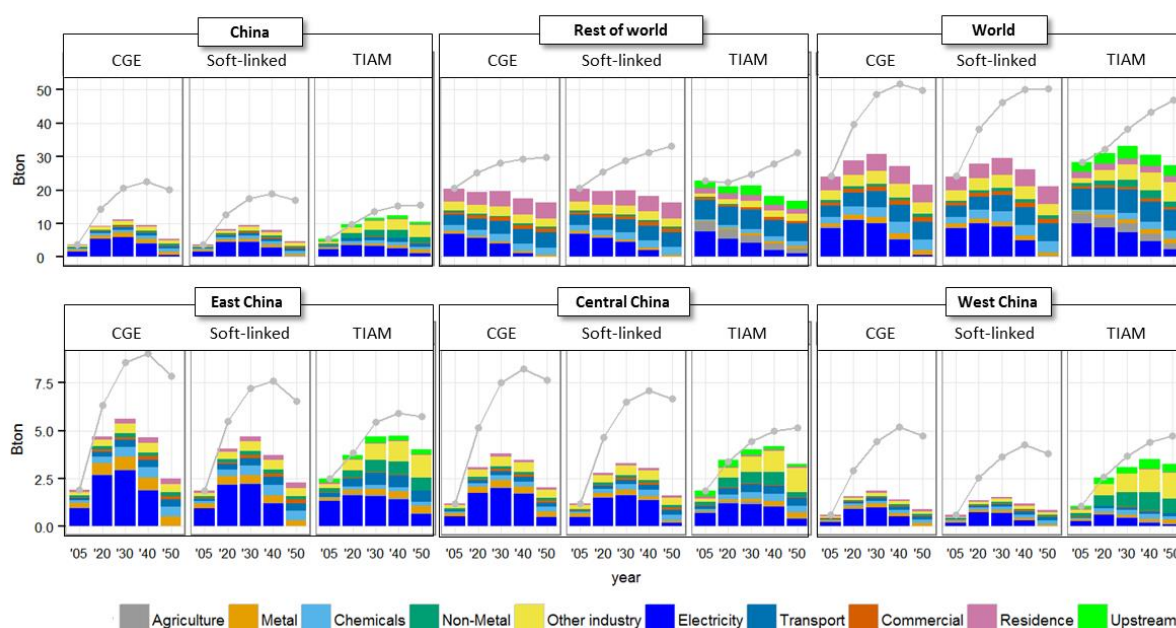 China
Rest of world
World
CGE Soft-linked TIAM CGE Soft-linked TIAM CGE Soft-linked TIAM
50
40
30
20
10
0
Bton
East China
Central China
West China
CGE Soft-linked TIAM CGE Soft-linked TIAM CGE Soft-linked TIAM
7.5
5.0
2.5
0.0
Bton
'05 '20 '30 '40 '50 '05 '20 '30 '40 '50 '05 '20 '30 '40 '50 '05 '20 '30 '40 '50 '05 '20 '30 '40 '50 '05 '20 '30 '40 '50 '05 '20 '30 '40 '50 '05 '20 '30 '40 '50 '05 '20 '30 '40 '50
year
Agriculture Metal Chemicals Non-Metal Other industry Electricity Transport Commercial Residence Upstream